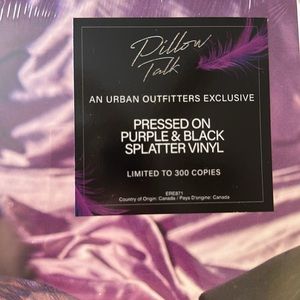 Pillow
Talk
AN URBAN OUTFITTERS EXCLUSIVE
PRESSED ON
PURPLE & BLACK
SPLATTER VINYL
LIMITED TO 300 COPIES
ERE871
Country of Origin: Canada / Pays D'origine: Canada